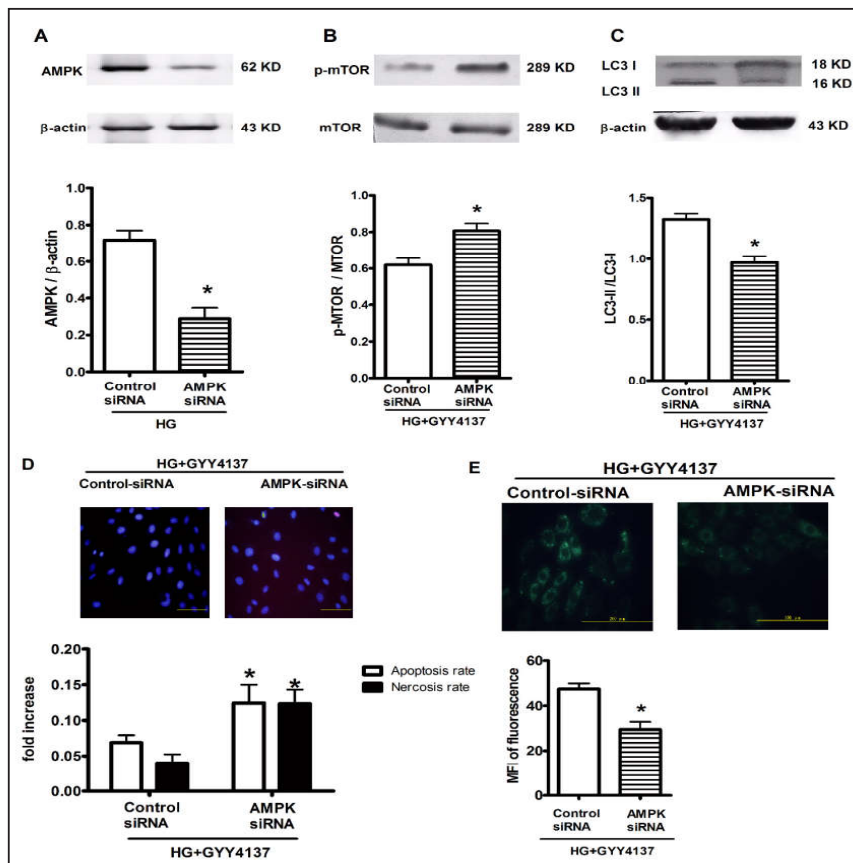 A
B
C
AMPK
62 KD
p-mTOR
289 KD
LC3 I
18 KD
LC3 II
16 KD
β-actin
43 KD
mTOR
289 KD
β-actin
43 KD
AMPK / β-actin
1.0
0.8
0.6
0.4
0.2
0.0
*
Control
siRNA
AMPK
siRNA
HG
p-MTOR / MTOR
1.0
0.8
0.6
0.4
0.2
0.0
*
Control
siRNA
AMPK
siRNA
HG+GYY4137
LC3-II /LC3-I
1.5
1.0
0.5
0.0
*
Control
siRNA
AMPK
siRNA
HG+GYY4137
D
HG+GYY4137
Control-siRNA
AMPK-siRNA
fold increase
0.20
0.15
0.10
0.05
0.00
*
*
Apoptosis rate
Nercosis rate
Control
siRNA
AMPK
siRNA
HG+GYY4137
E
HG+GYY4137
Control-siRNA
AMPK-siRNA
MFI of fluorescence
60
40
20
0
*
Control
siRNA
AMPK
siRNA
HG+GYY4137